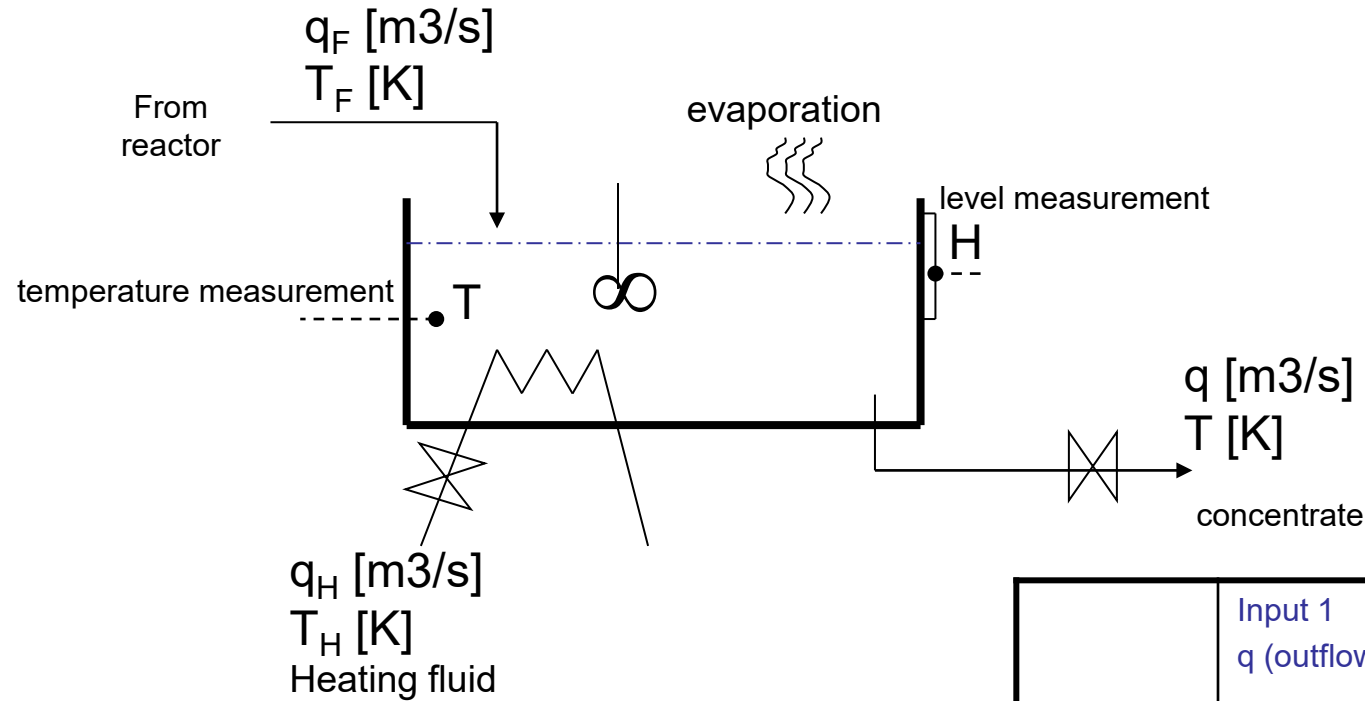 q_F [m3/s]
T_F [K]
From
reactor
evaporation
level measurement
H
temperature measurement
T
q [m3/s]
T [K]
concentrate
q_H [m3/s]
T_H [K]
Heating fluid
Input 1
q (outflow